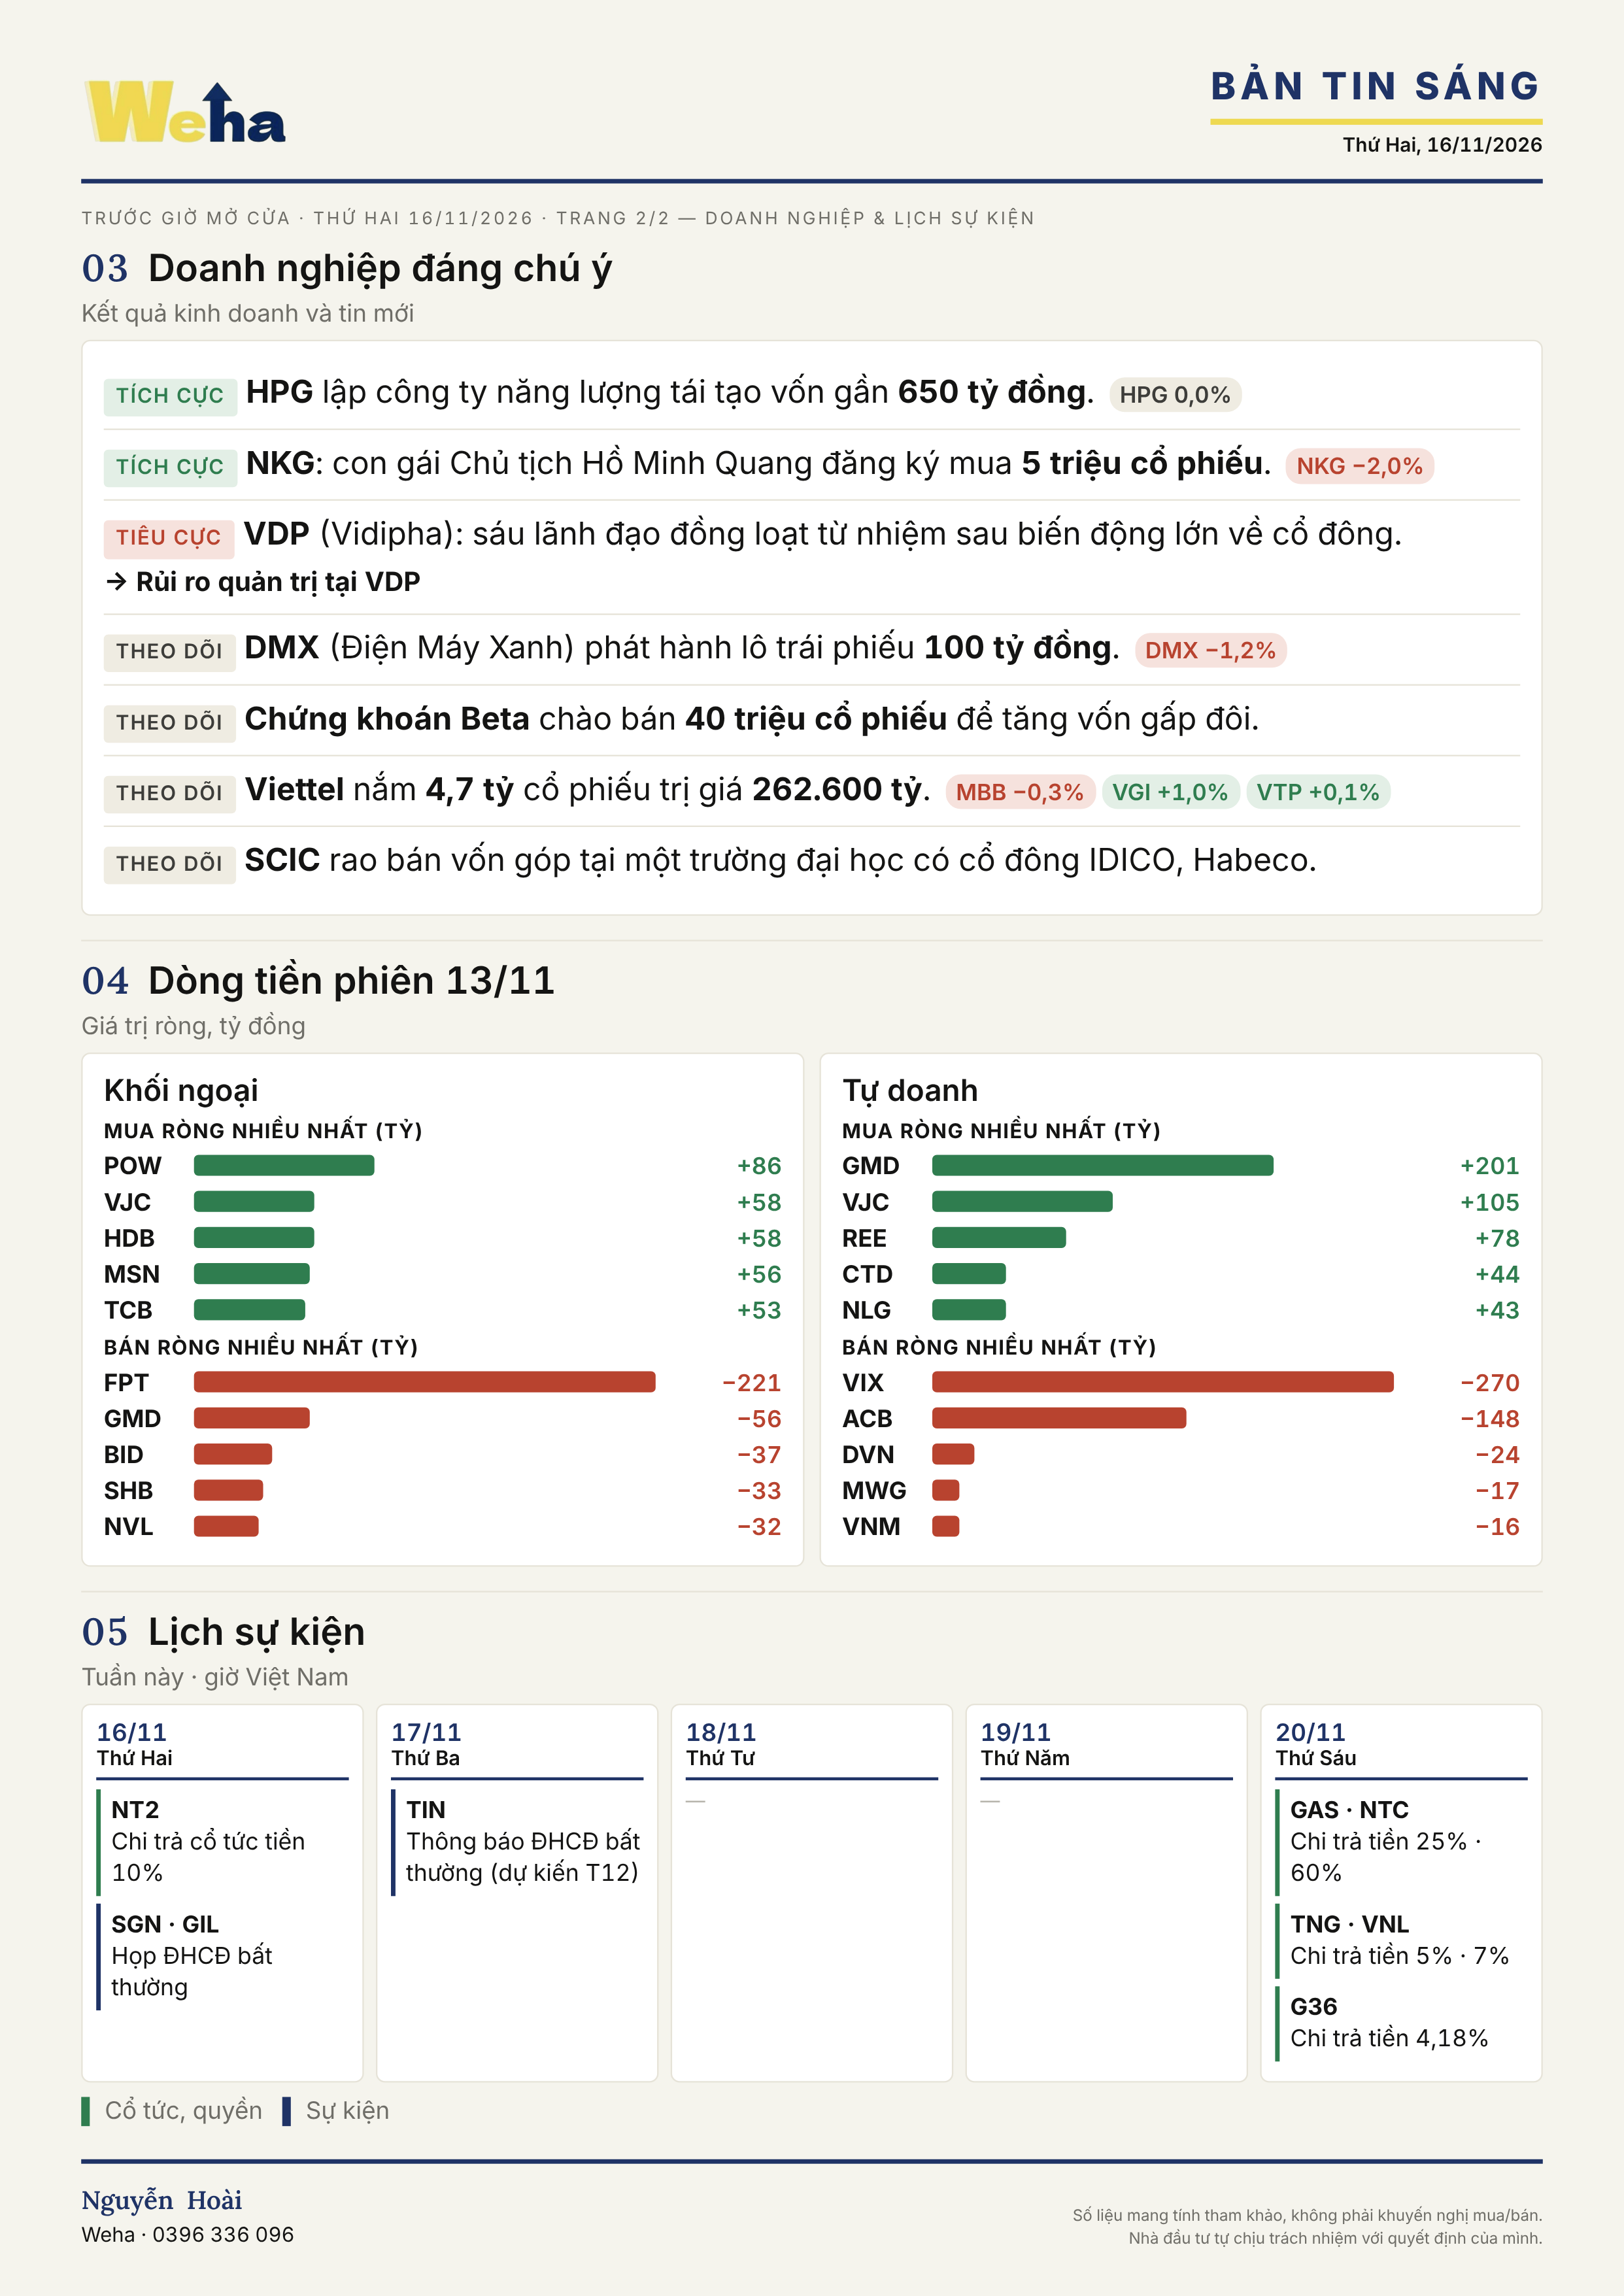 Weha
BẢN TIN SÁNG
Thứ Hai, 16/11/2026
TRƯỚC GIỜ MỞ CỬA · THỨ HAI 16/11/2026 · TRANG 2/2 — DOANH NGHIỆP & LỊCH SỰ KIỆN
03 Doanh nghiệp đáng chú ý
Kết quả kinh doanh và tin mới
TÍCH CỰC HPG lập công ty năng lượng tái tạo vốn gần 650 tỷ đồng. HPG 0,0%
TÍCH CỰC NKG: con gái Chủ tịch Hồ Minh Quang đăng ký mua 5 triệu cổ phiếu. NKG −2,0%
TIÊU CỰC VDP (Vidipha): sáu lãnh đạo đồng loạt từ nhiệm sau biến động lớn về cổ đông.
→ Rủi ro quản trị tại VDP
THEO DÕI DMX (Điện Máy Xanh) phát hành lô trái phiếu 100 tỷ đồng. DMX −1,2%
THEO DÕI Chứng khoán Beta chào bán 40 triệu cổ phiếu để tăng vốn gấp đôi.
THEO DÕI Viettel nắm 4,7 tỷ cổ phiếu trị giá 262.600 tỷ. MBB −0,3% VGI +1,0% VTP +0,1%
THEO DÕI SCIC rao bán vốn góp tại một trường đại học có cổ đông IDICO, Habeco.
04 Dòng tiền phiên 13/11
Giá trị ròng, tỷ đồng
Khối ngoại
MUA RÒNG NHIỀU NHẤT (TỶ)
POW +86
VJC +58
HDB +58
MSN +56
TCB +53
BÁN RÒNG NHIỀU NHẤT (TỶ)
FPT −221
GMD −56
BID −37
SHB −33
NVL −32
Tự doanh
MUA RÒNG NHIỀU NHẤT (TỶ)
GMD +201
VJC +105
REE +78
CTD +44
NLG +43
BÁN RÒNG NHIỀU NHẤT (TỶ)
VIX −270
ACB −148
DVN −24
MWG −17
VNM −16
05 Lịch sự kiện
Tuần này · giờ Việt Nam
16/11
Thứ Hai
NT2
Chi trả cổ tức tiền
10%
SGN · GIL
Họp ĐHCĐ bất
thường
17/11
Thứ Ba
TIN
Thông báo ĐHCĐ bất
thường (dự kiến T12)
18/11
Thứ Tư
—
19/11
Thứ Năm
—
20/11
Thứ Sáu
GAS · NTC
Chi trả tiền 25% ·
60%
TNG · VNL
Chi trả tiền 5% · 7%
G36
Chi trả tiền 4,18%
Cổ tức, quyền Sự kiện
Nguyễn Hoài
Weha · 0396 336 096
Số liệu mang tính tham khảo, không phải khuyến nghị mua/bán.
Nhà đầu tư tự chịu trách nhiệm với quyết định của mình.